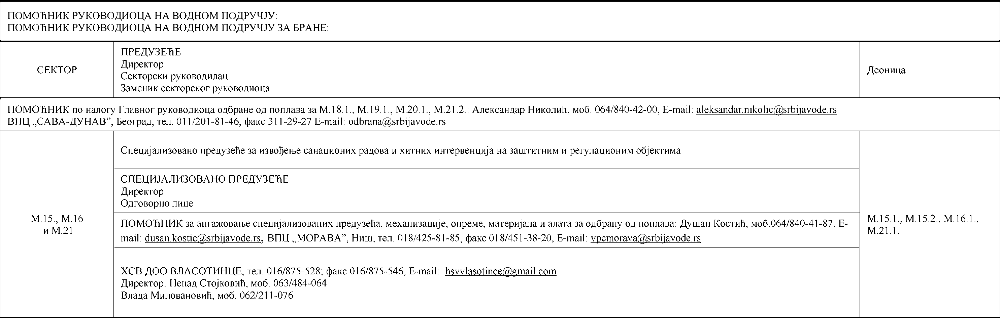 ПОМОЋНИК РУКОВОДИОЦА НА ВОДНОМ ПОДРУЧЈУ:
ПОМОЋНИК РУКОВОДИОЦА НА ВОДНОМ ПОДРУЧЈУ ЗА БРАНЕ:
СЕКТОР
ПРЕДУЗЕЋЕ
Директор
Секторски руководилац
Заменик секторског руководиоца
Деоница
ПОМОЋНИК по налогу Главног руководиоца одбране од поплава за М.18.1., М.19.1., М.20.1., М.21.2.: Александар Николић, моб. 064/840-42-00, E-mail: aleksandar.nikolic@srbijavode.rs
ВПЦ „САВА-ДУНАВ”, Београд, тел. 011/201-81-46, факс 311-29-27 E-mail: odbrana@srbijavode.rs
М.15., М.16
и М.21
Специјализовано предузеће за извођење санационих радова и хитних интервенција на заштитним и регулационим објектима
СПЕЦИЈАЛИЗОВАНО ПРЕДУЗЕЋЕ
Директор
Одговорно лице
ПОМОЋНИК за ангажовање специјализованих предузећа, механизације, опреме, материјала и алата за одбрану од поплава: Душан Костић, моб.064/840-41-87, E-
mail: dusan.kostic@srbijavode.rs, ВПЦ „МОРАВА”, Ниш, тел. 018/425-81-85, факс 018/451-38-20, E-mail: vpcmorava@srbijavode.rs
ХСВ ДОО ВЛАСОТИНЦЕ, тел. 016/875-528; факс 016/875-546, E-mail: hsvvlasotince@gmail.com
Директор: Ненад Стојковић, моб. 063/484-064
Влада Миловановић, моб. 062/211-076
М.15.1., М.15.2., М.16.1.,
М.21.1.